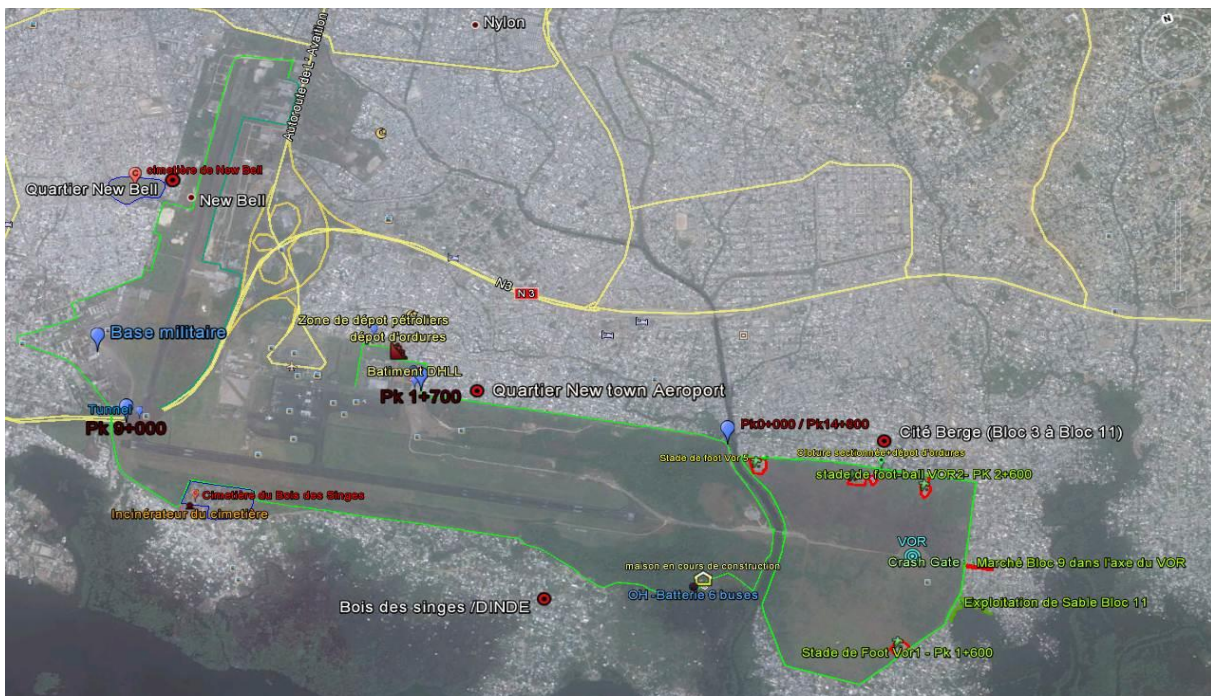 Nylon
Autoroute de L' Avaition
cimetière de New Bell
Quartier New Bell
New Bell
N3
N 3
Zone de dépot pétroliers
Base militaire
dépot d'ordures
Batiment DHLL
Pk 1+700
Quartier New town Aeroport
Tunnel
Pk 9+000
Pk0+000 / Pk14+800
Cité Berge (Bloc 3 à Bloc 11)
Stade de foot Vor 5
Cloture sectionnée+dépot d'ordures
stade de foot-ball VOR2- PK 2+600
Cimetière du Bois des Singes
Incinérateur du cimetière
VOR
Crash Gate
Marché Bloc 9 dans l'axe du VOR
maison en cours de construction
OH -Batterie 6 buses
Bois des singes /DINDE
Exploitation de Sable Bloc 11
Stade de Foot Vor1 - Pk 1+600
N